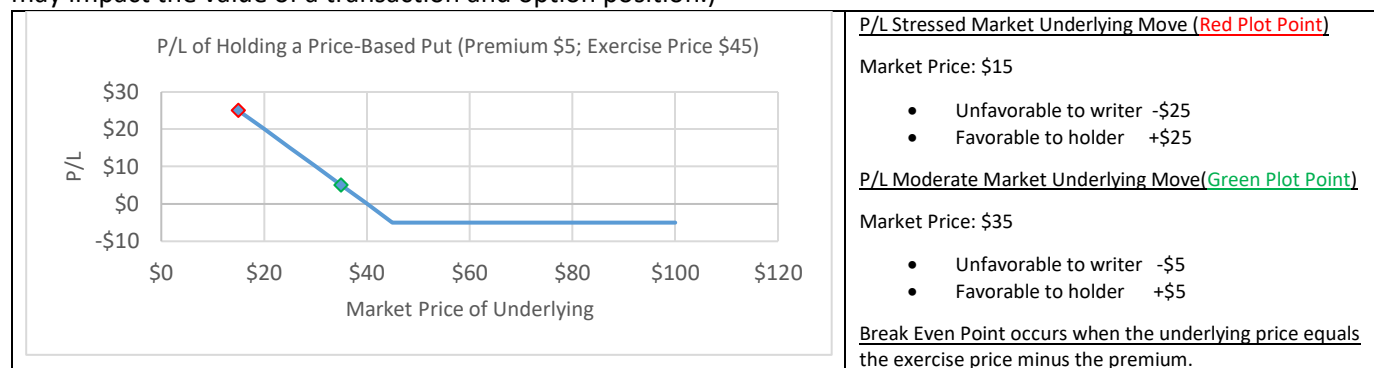 may impact the value of a transaction and option position.)
P/L of Holding a Price-Based Put (Premium $5; Exercise Price $45)
$30
$20
$10
$0
-$10
P/L
$0 $20 $40 $60 $80 $100 $120
Market Price of Underlying
P/L Stressed Market Underlying Move (Red Plot Point)
Market Price: $15
• Unfavorable to writer -$25
• Favorable to holder +$25
P/L Moderate Market Underlying Move(Green Plot Point)
Market Price: $35
• Unfavorable to writer -$5
• Favorable to holder +$5
Break Even Point occurs when the underlying price equals
the exercise price minus the premium.